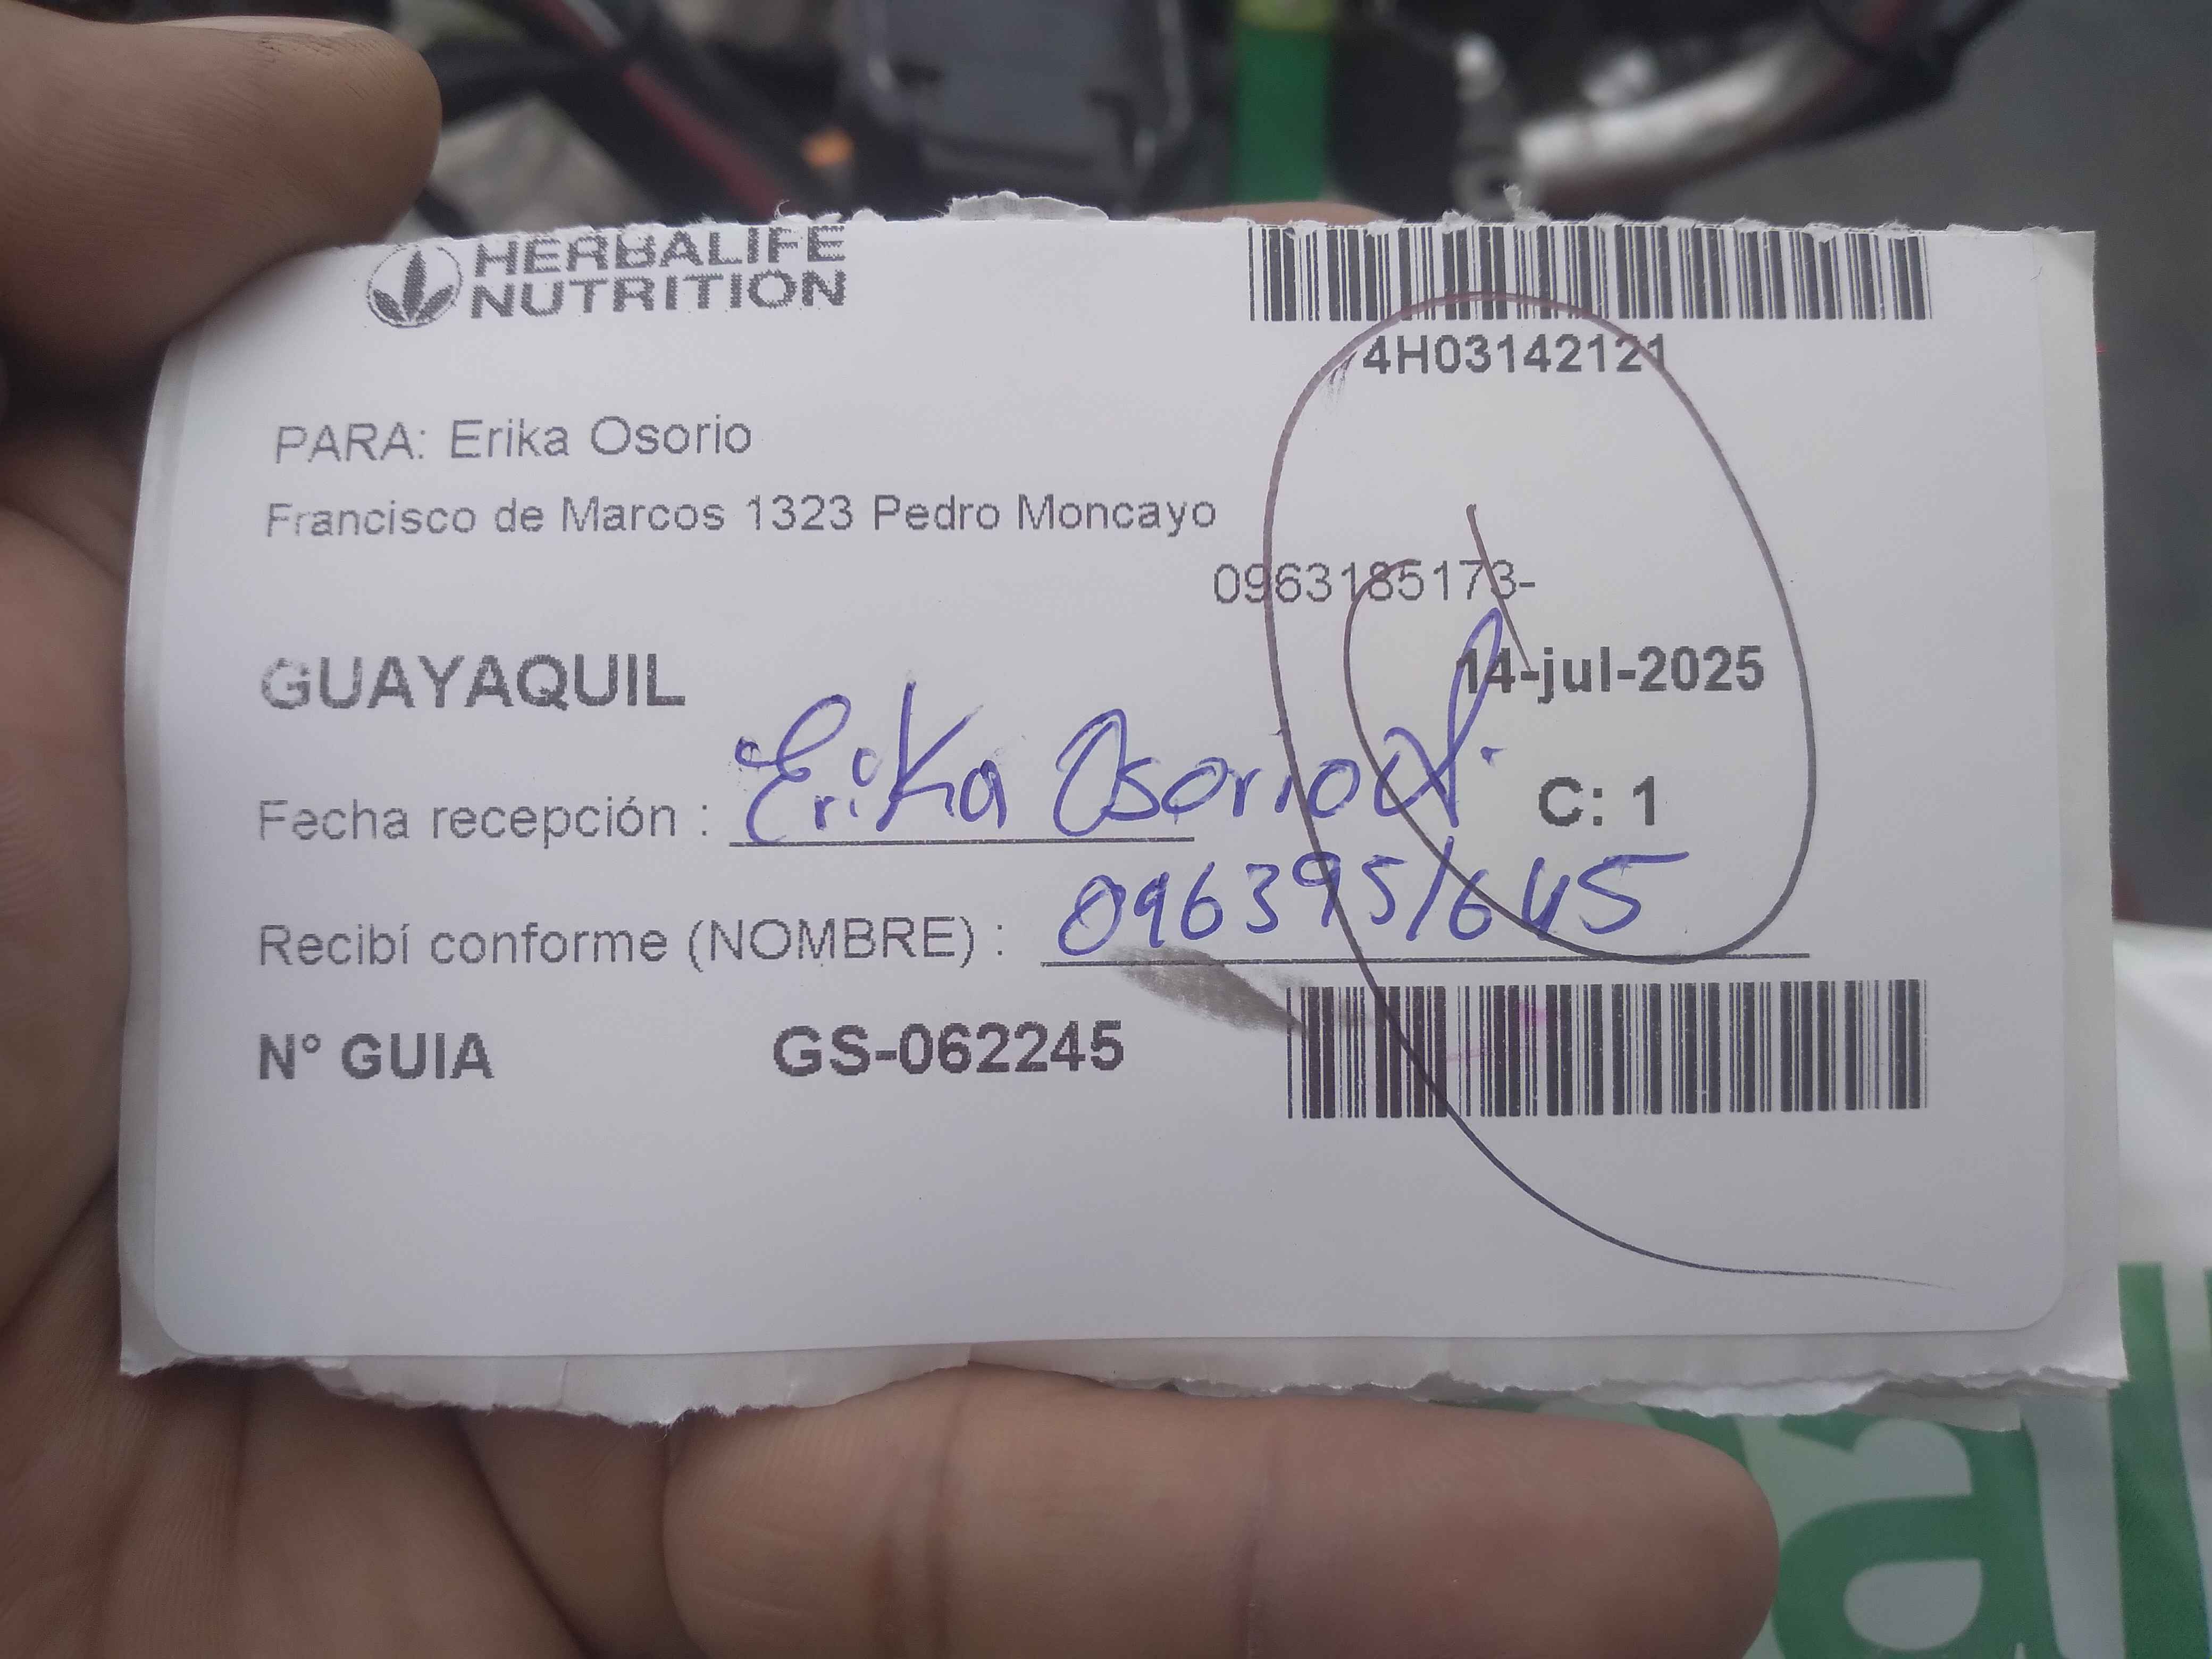 HERBALIFE
NUTRITION
4H03142121
PARA: Erika Osorio
Francisco de Marcos 1323 Pedro Moncayo
0963185173-
GUAYAQUIL
14-jul-2025
Fecha recepción : Erika Osorio
C: 1
Recibí conforme (NOMBRE) : 0963951645
N° GUIA GS-062245
a